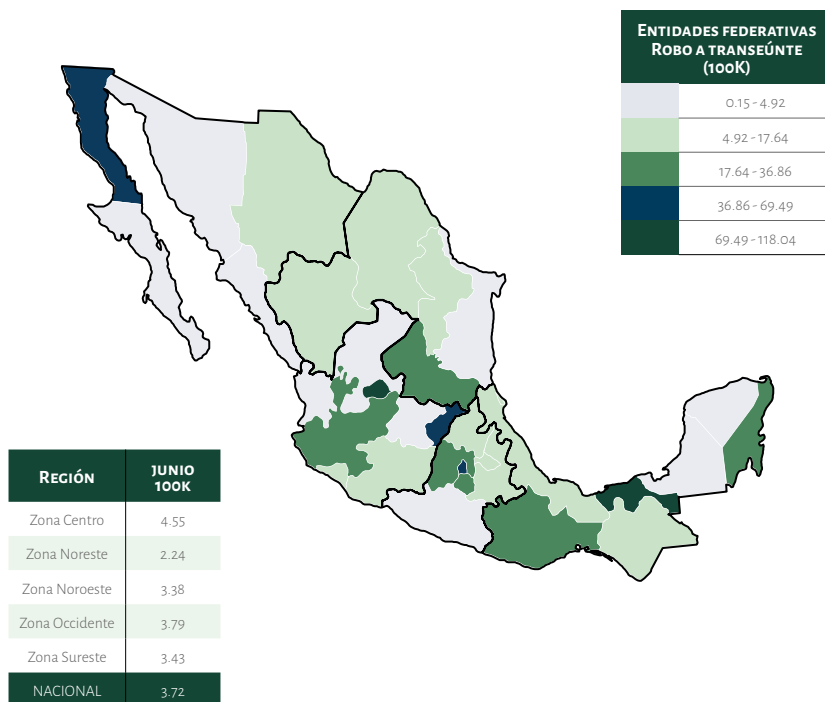 Entidades federativas
Robo a transeúnte
(100K)
0.15 - 4.92
4.92 - 17.64
17.64 - 36.86
36.86 - 69.49
69.49 - 118.04
Región
junio
100k
Zona Centro
4.55
Zona Noreste
2.24
Zona Noroeste
3.38
Zona Occidente
3.79
Zona Sureste
3.43
NACIONAL
3.72